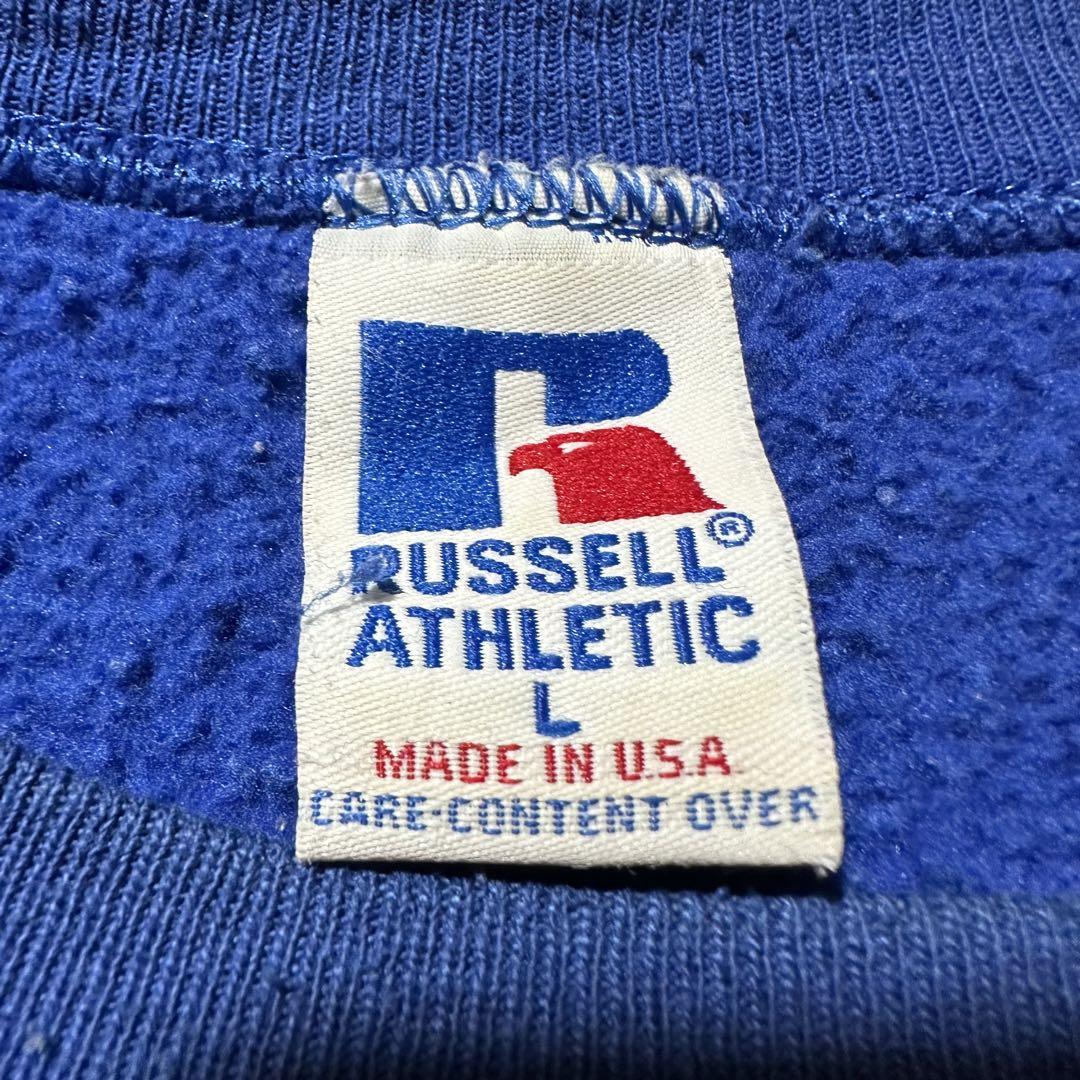 R
RUSSELL®
ATHLETIC
L
MADE IN U.S.A.
CARE-CONTENT OVER